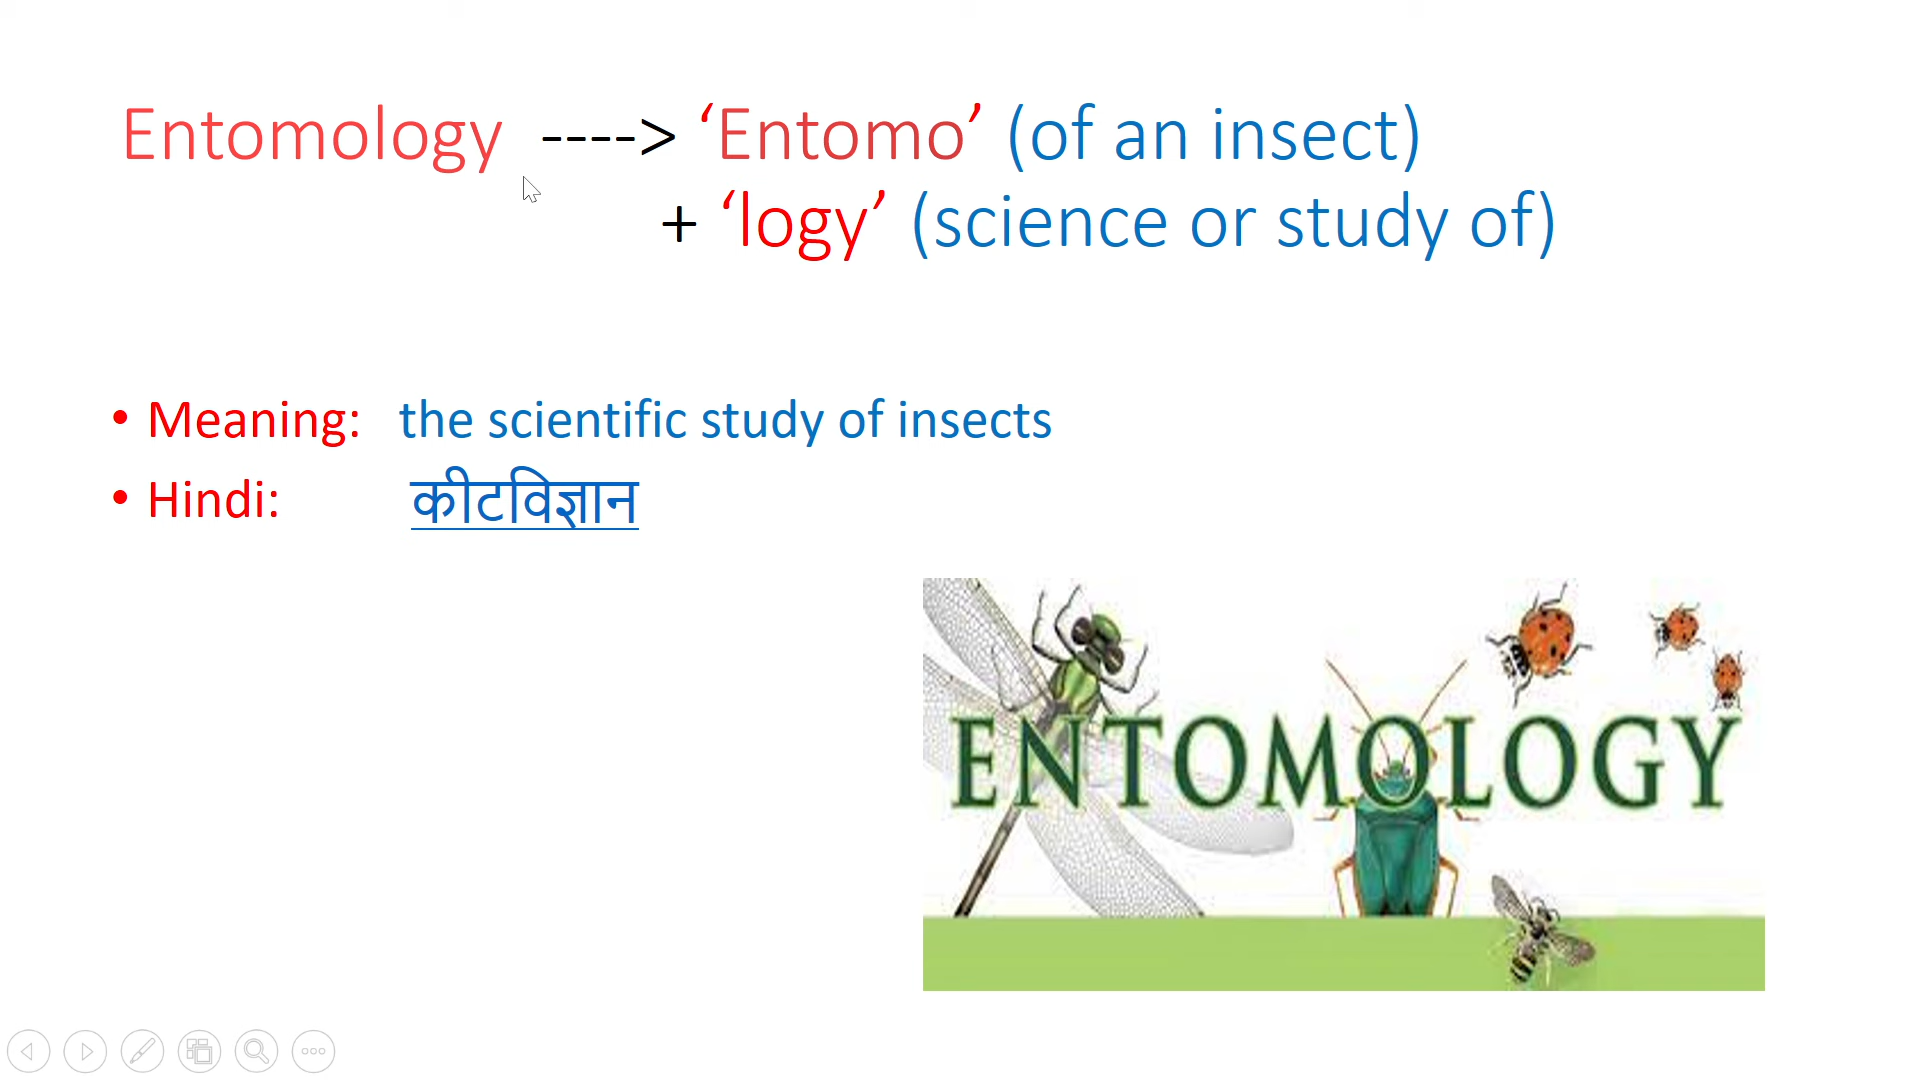 Entomology ----> ‘Entomo’ (of an insect)
+ ‘logy’ (science or study of)
• Meaning: the scientific study of insects
• Hindi: कीटविज्ञान
ENTOMOLOGY